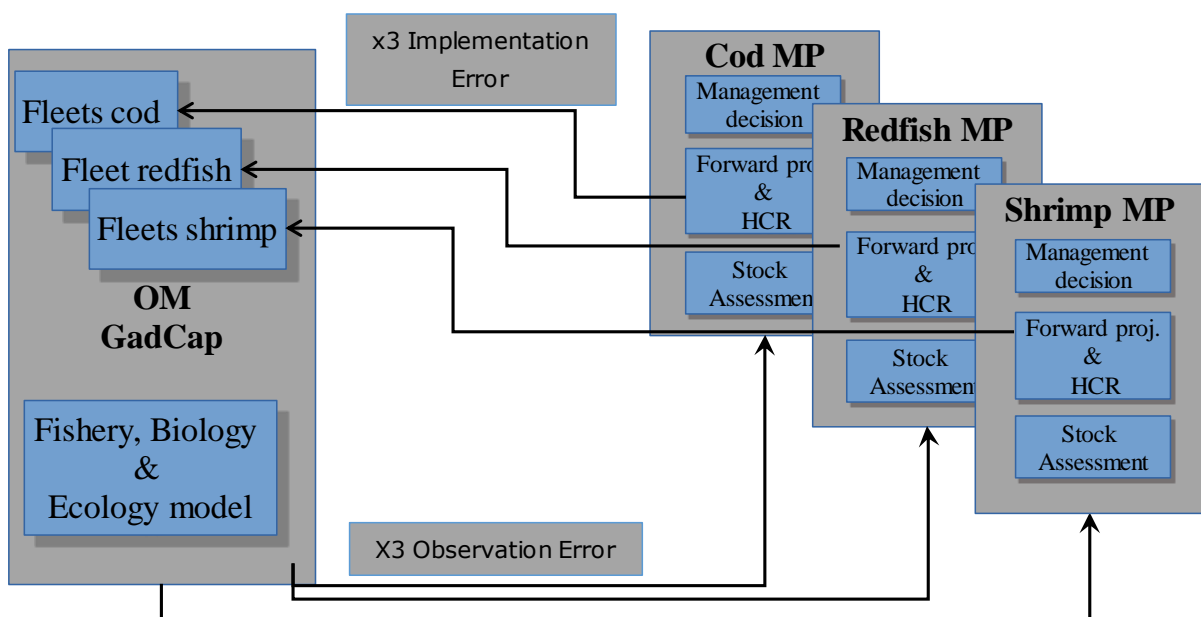 x3 Implementation
Error
Fleets cod
Fleet redfish
Fleets shrimp
OM
GadCap
Fishery, Biology
&
Ecology model
X3 Observation Error
Cod MP
Management
decision
Forward pro
&
HCR
Stock
Assessment
Redfish MP
Management
decision
Forward pro
&
HCR
Stock
Assessment
Shrimp MP
Management
decision
Forward proj.
&
HCR
Stock
Assessment